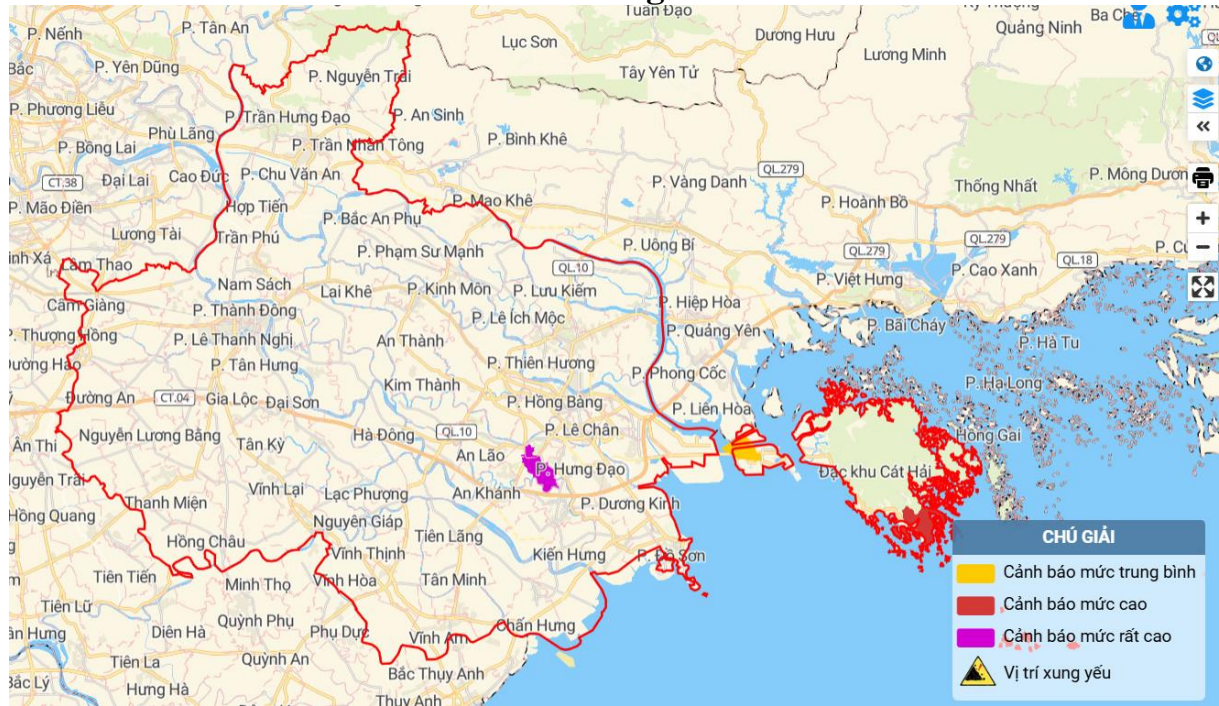 Tuấn Đạo
P. Tân An
P. Nếnh
Lục Sơn
Dương Hưu
Ba Chẽ
Quảng Ninh
Lương Minh
Bắc
P. Yên Dũng
P. Nguyễn Trãi
Tây Yên Tử
P. Phương Liễu
P. Trần Hưng Đạo
P. An Sinh
Phù Lãng
P. Bồng Lai
P. Trần Nhân Tông
P. Bình Khê
CT.38
Đại Lai
Cao Đức
P. Chu Văn An
QL.279
P. Vàng Danh
Thống Nhất
P. Mông Dương
P. Mão Điền
Hợp Tiến
P. Bắc An Phụ
P. Mạo Khê
P. Hoành Bồ
Lương Tài
Trần Phú
P. Phạm Sư Mạnh
P. Uông Bí
QL.279
QL.279
Lâm Thao
QL.10
QL.18
Nam Sách
Lai Khê
P. Kinh Môn
P. Lưu Kiếm
P. Việt Hưng
P. Cao Xanh
Cẩm Giàng
P. Thành Đông
P. Hiệp Hòa
P. Thượng Hồng
P. Lê Thanh Nghị
An Thành
P. Lê Ích Mộc
P. Quảng Yên
P. Bãi Cháy
P. Hà Tu
P. Tân Hưng
P. Thiên Hương
P. Phong Cốc
Đường An
CT.04
Gia Lộc
Đại Sơn
Kim Thành
P. Hồng Bàng
P. Liên Hòa
P. Hạ Long
Ân Thi
Nguyễn Lương Bằng
Tân Kỳ
Hà Đông
QL.10
P. Lê Chân
Hồng Gai
An Lão
P. Hưng Đạo
Đặc khu Cát Hải
Nguyễn Trãi
Thanh Miện
Vĩnh Lại
Lạc Phượng
An Khánh
P. Dương Kinh
Hồng Quang
Nguyên Giáp
Hồng Châu
Tiên Lãng
Vĩnh Thịnh
Kiến Hưng
P. Đồ Sơn
Tiên Tiến
Minh Thọ
Vĩnh Hòa
Tân Minh
Tiên Lữ
Quỳnh Phụ
Diên Hà
Phụ Dực
Vĩnh Am
Chấn Hưng
Tiên La
Quỳnh An
Bắc Thụy Anh
Bắc Lý
Hưng Hà
Thụy Anh
CHÚ GIẢI
Cảnh báo mức trung bình
Cảnh báo mức cao
Cảnh báo mức rất cao
Vị trí xung yếu